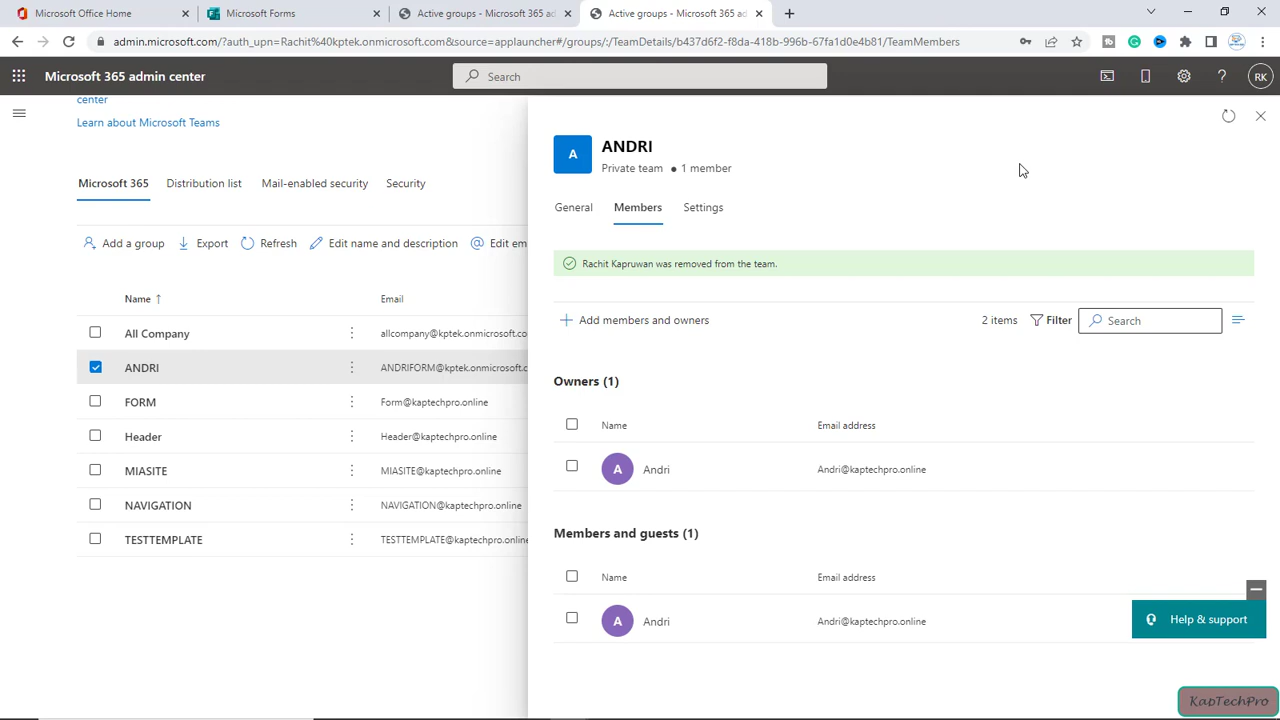 Microsoft Office Home
Microsoft Forms
Active groups - Microsoft 365 ad
Active groups - Microsoft 365 ad
admin.microsoft.com/?auth_upn=Rachit%40kptek.onmicrosoft.com&source=applauncher#/groups/:/TeamDetails/b437d6f2-f8da-418b-996b-67fa1d0e4b81/TeamMembers
Microsoft 365 admin center
Search
RK
center
Learn about Microsoft Teams
Microsoft 365 Distribution list Mail-enabled security Security
Add a group Export Refresh Edit name and description Edit em
Name ↑ Email
All Company allcompany@kptek.onmicrosoft.co
ANDRI ANDRIFORM@kptek.onmicrosoft.c
FORM Form@kaptechpro.online
Header Header@kaptechpro.online
MIASITE MIASITE@kaptechpro.online
NAVIGATION NAVIGATION@kaptechpro.online
TESTTEMPLATE TESTTEMPLATE@kaptechpro.online
A
ANDRI
Private team ● 1 member
General Members Settings
Rachit Kapruwan was removed from the team.
Add members and owners 2 items Filter Search
Owners (1)
Name Email address
A Andri Andri@kaptechpro.online
Members and guests (1)
Name Email address
A Andri Andri@kaptechpro.online
Help & support
KapTechPro